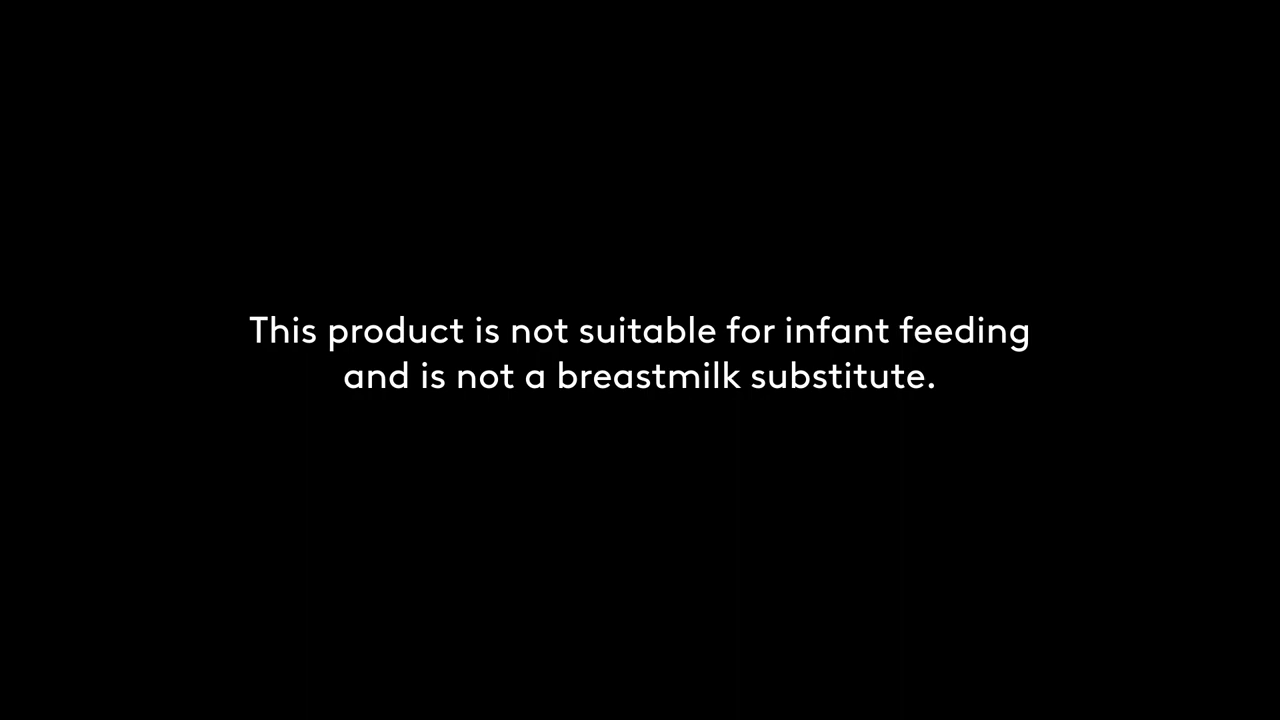 This product is not suitable for infant feeding
and is not a breastmilk substitute.